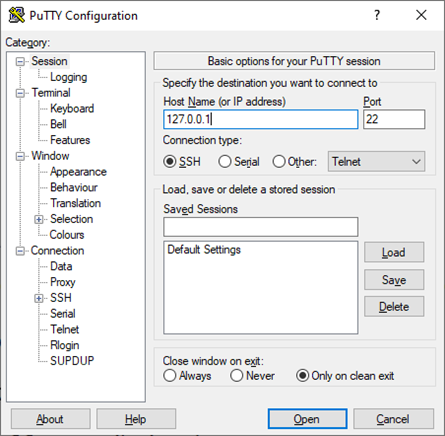 PuTTY Configuration
?
Category:
Session
Logging
Terminal
Keyboard
Bell
Features
Window
Appearance
Behaviour
Translation
Selection
Colours
Connection
Data
Proxy
SSH
Serial
Telnet
Rlogin
SUPDUP
Basic options for your PuTTY session
Specify the destination you want to connect to
Host Name (or IP address) Port
127.0.0.1 22
Connection type:
SSH Serial Other: Telnet
Load, save or delete a stored session
Saved Sessions
Default Settings
Load
Save
Delete
Close window on exit:
Always Never Only on clean exit
About Help Open Cancel